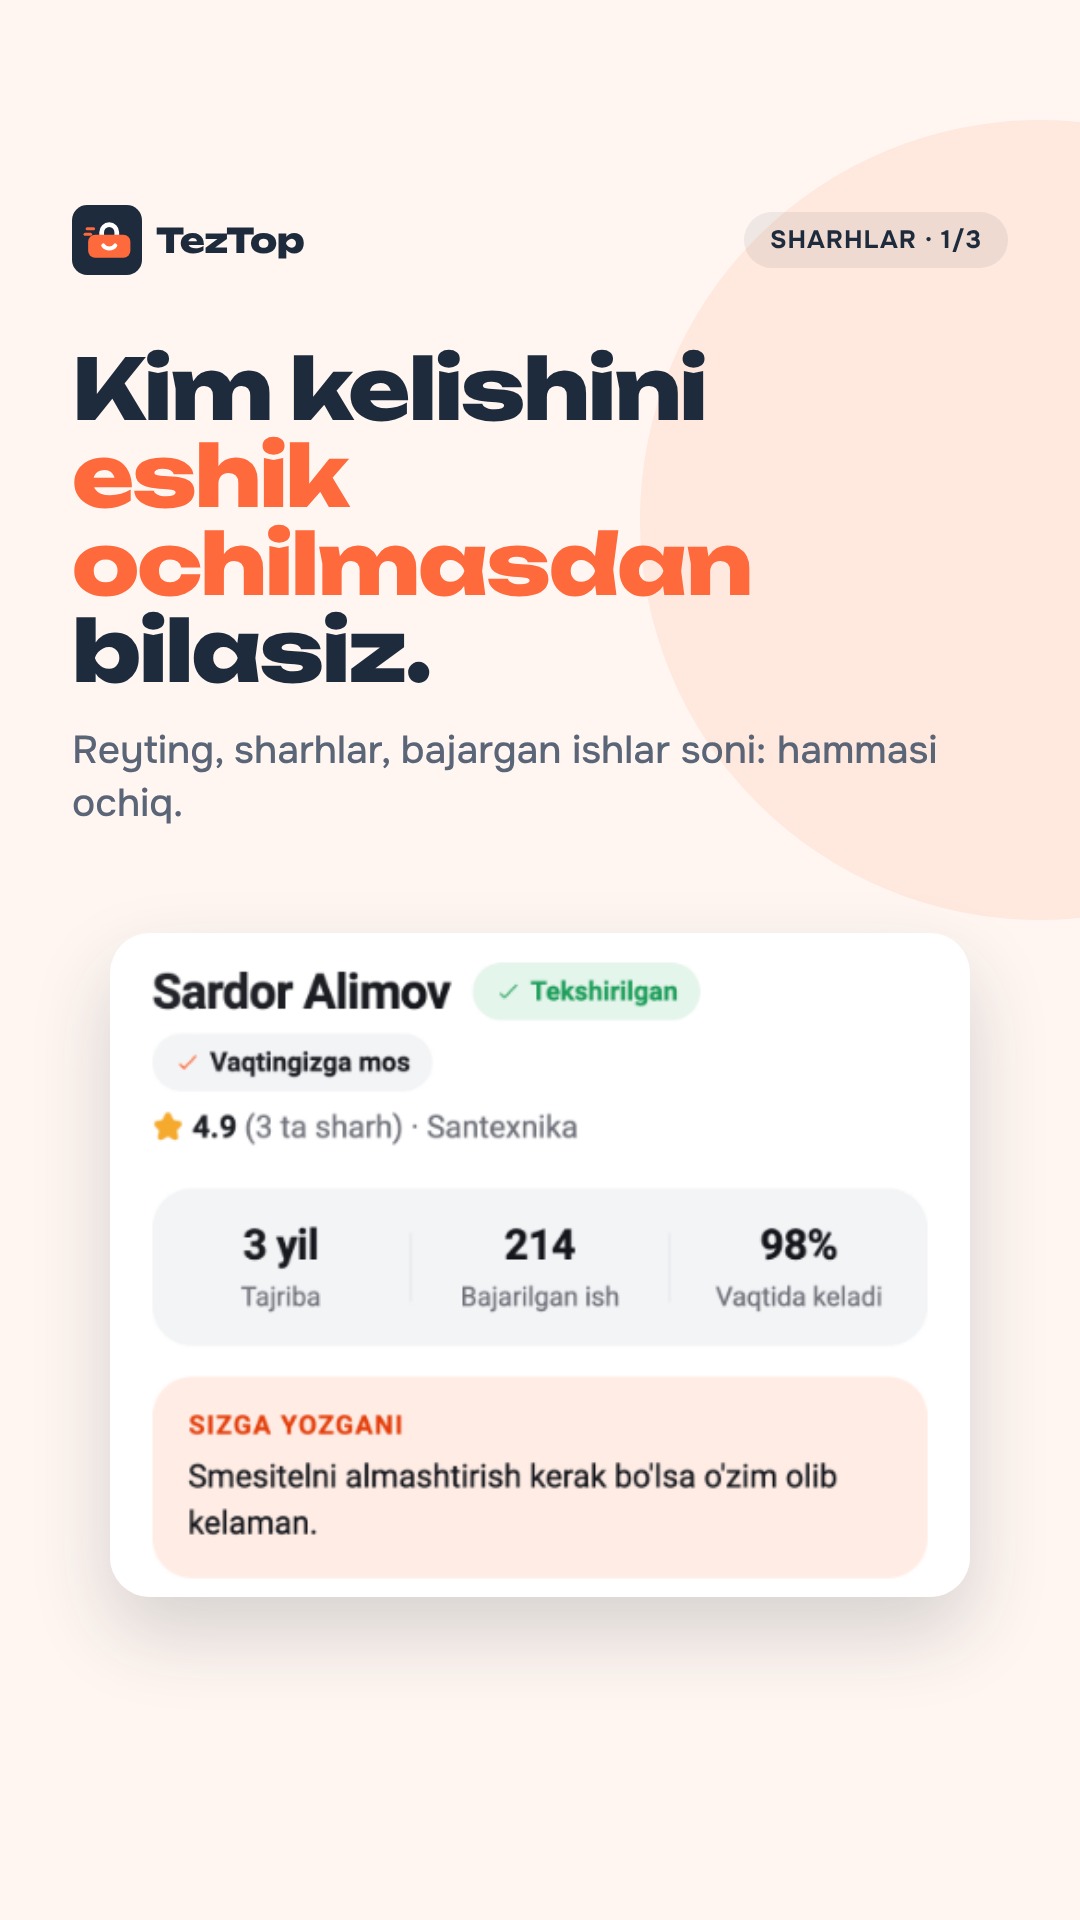 TezTop
SHARHLAR · 1/3
Kim kelishini
eshik
ochilmasdan
bilasiz.
Reyting, sharhlar, bajargan ishlar soni: hammasi
ochiq.
Sardor Alimov
Tekshirilgan
Vaqtingizga mos
4.9 (3 ta sharh) · Santexnika
3 yil 214 98%
Tajriba Bajarilgan ish Vaqtida keladi
SIZGA YOZGANI
Smesitelni almashtirish kerak bo'lsa o'zim olib
kelaman.